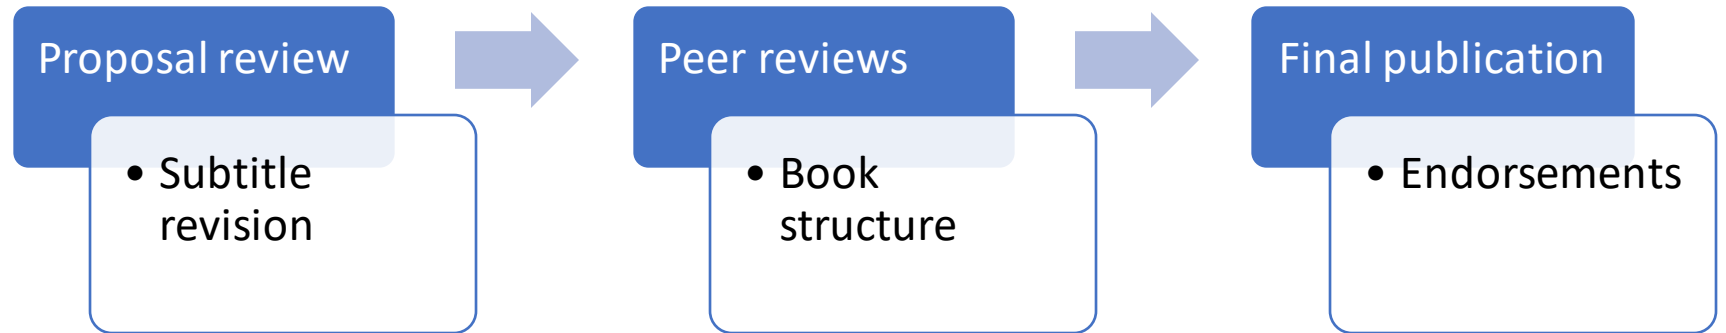 Proposal review
• Subtitle
revision
Peer reviews
• Book
structure
Final publication
• Endorsements